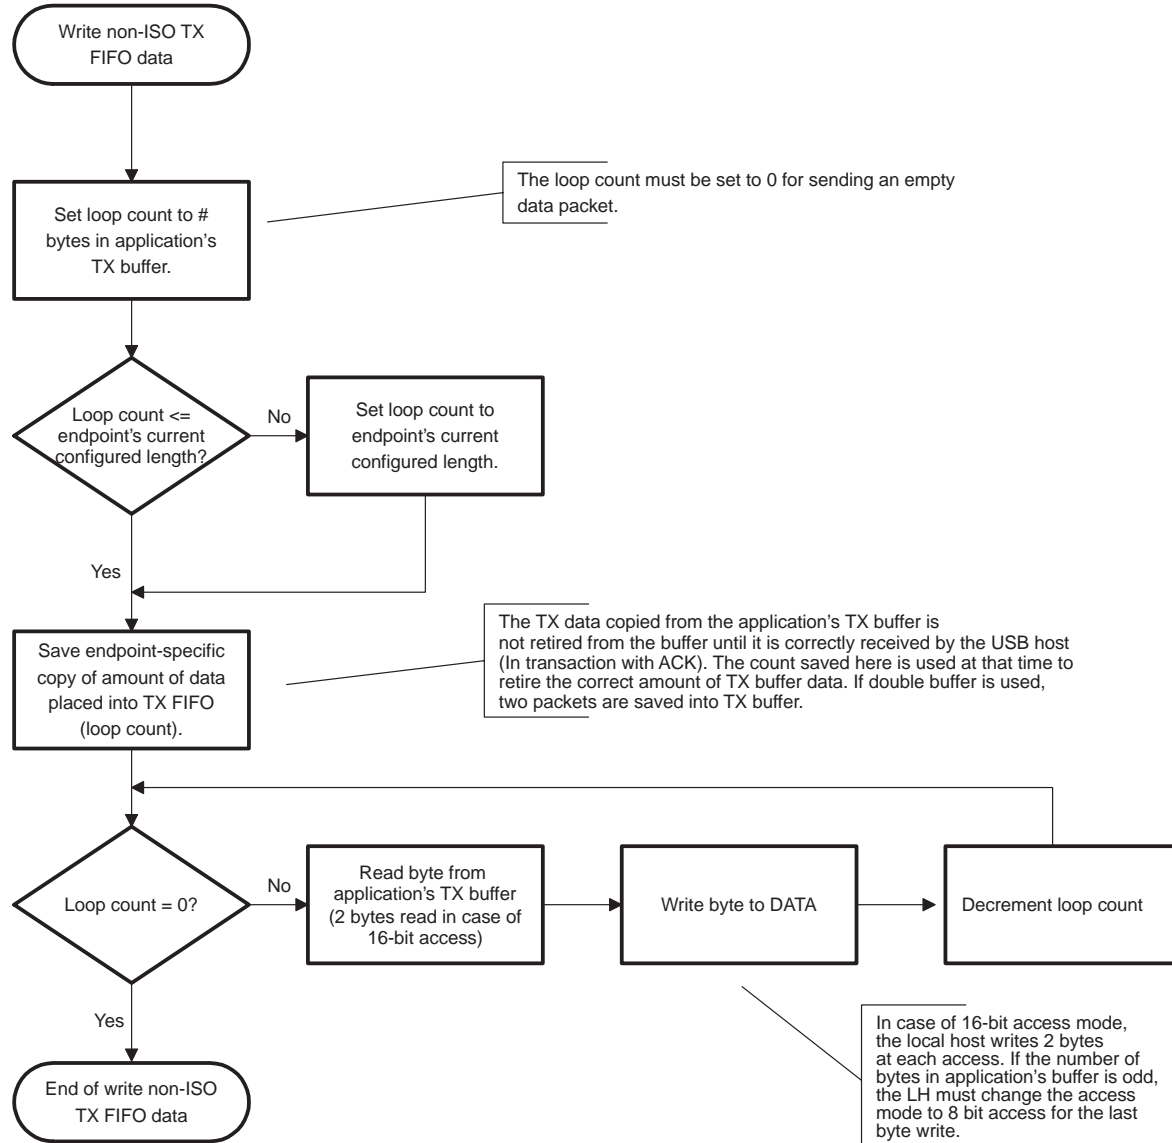 Write non-ISO TX
FIFO data
The loop count must be set to 0 for sending an empty
data packet.
Set loop count to #
bytes in application's
TX buffer.
Loop count <=
endpoint's current
configured length?
No
Set loop count to
endpoint's current
configured length.
Yes
The TX data copied from the application's TX buffer is
not retired from the buffer until it is correctly received by the USB host
(In transaction with ACK). The count saved here is used at that time to
retire the correct amount of TX buffer data. If double buffer is used,
two packets are saved into TX buffer.
Save endpoint-specific
copy of amount of data
placed into TX FIFO
(loop count).
Loop count = 0?
No
Read byte from
application's TX buffer
(2 bytes read in case of
16-bit access)
Write byte to DATA
Decrement loop count
Yes
In case of 16-bit access mode,
the local host writes 2 bytes
at each access. If the number of
bytes in application's buffer is odd,
the LH must change the access
mode to 8 bit access for the last
byte write.
End of write non-ISO
TX FIFO data